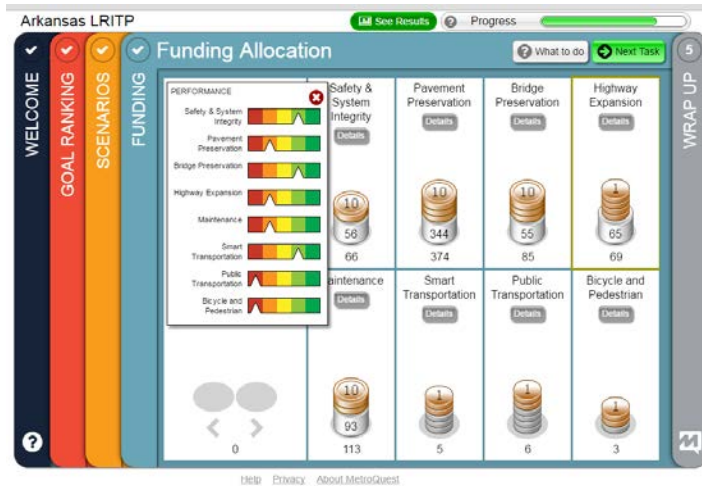 Arkansas LRITP
See Results
Progress
WELCOME
GOAL RANKING
SCENARIOS
FUNDING
Funding Allocation
What to do
Next Task
5
WRAP UP
PERFORMANCE
Safety & System
Integrity
Pavement
Preservation
Bridge Preservation
Highway Expansion
Maintenance
Smart
Transportation
Public
Transportation
Bicycle and
Pedestrian
Safety &
System
Integrity
Details
10
56
66
Pavement
Preservation
Details
10
344
374
Bridge
Preservation
Details
10
55
85
Highway
Expansion
Details
1
65
69
0
aintenance
Details
10
93
113
Smart
Transportation
Details
1
5
Public
Transportation
Details
1
6
Bicycle and
Pedestrian
Details
1
3
Help Privacy About MetroQuest